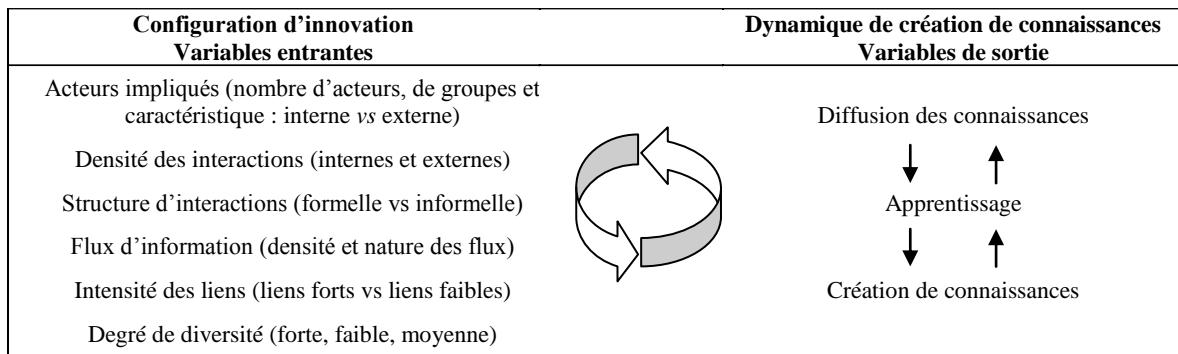 Configuration d’innovation
Variables entrantes
Dynamique de création de connaissances
Variables de sortie
Acteurs impliqués (nombre d’acteurs, de groupes et
caractéristique : interne vs externe)
Densité des interactions (internes et externes)
Structure d’interactions (formelle vs informelle)
Flux d’information (densité et nature des flux)
Intensité des liens (liens forts vs liens faibles)
Degré de diversité (forte, faible, moyenne)
Diffusion des connaissances
Apprentissage
Création de connaissances